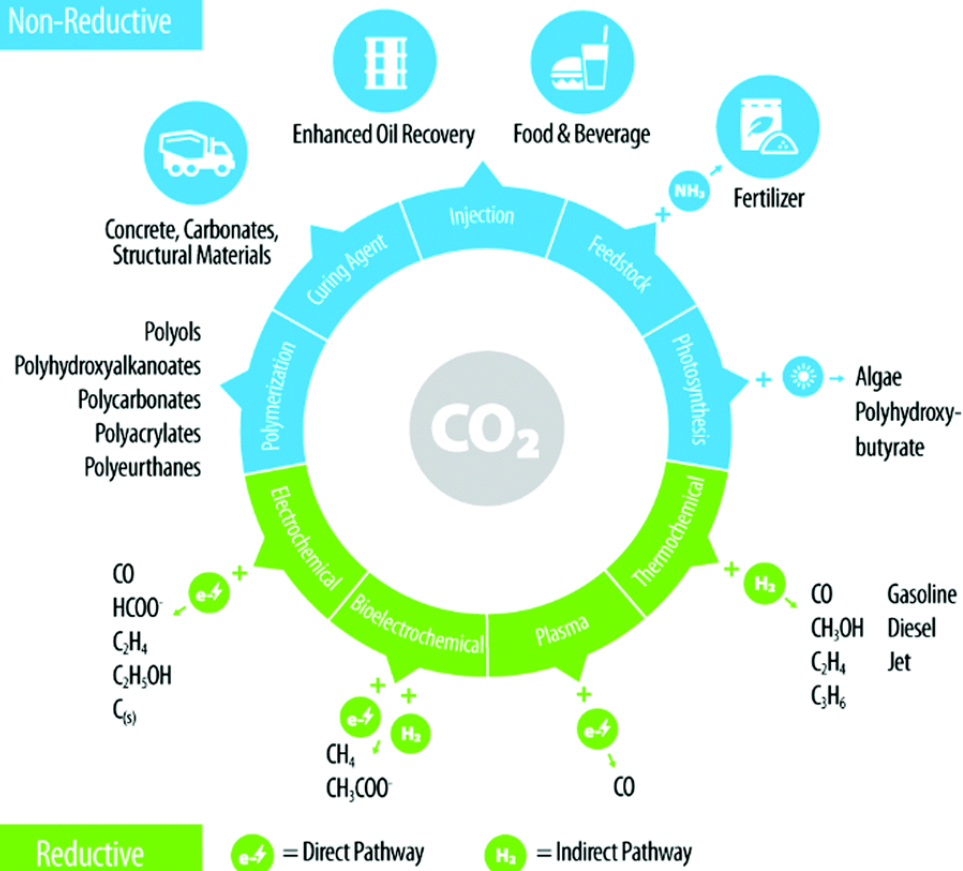 Non-Reductive
Enhanced Oil Recovery
Food & Beverage
Concrete, Carbonates,
Structural Materials
NH₃
Fertilizer
Injection
Curing Agent
Feedstock
Polymerization
Photosynthesis
Polyols
Polyhydroxyalkanoates
Polycarbonates
Polyacrylates
Polyeurthanes
+
Algae
Polyhydroxy-
butyrate
CO₂
Electrochemical
Bioelectrochemical
Plasma
Thermochemical
+
e-
CO
HCOO⁻
C₂H₄
C₂H₅OH
C₍s₎
+ +
e- H₂
CH₄
CH₃COO⁻
+
e-
CO
+
H₂
CO Gasoline
CH₃OH Diesel
C₂H₄ Jet
C₃H₆
Reductive
e- = Direct Pathway
H₂ = Indirect Pathway